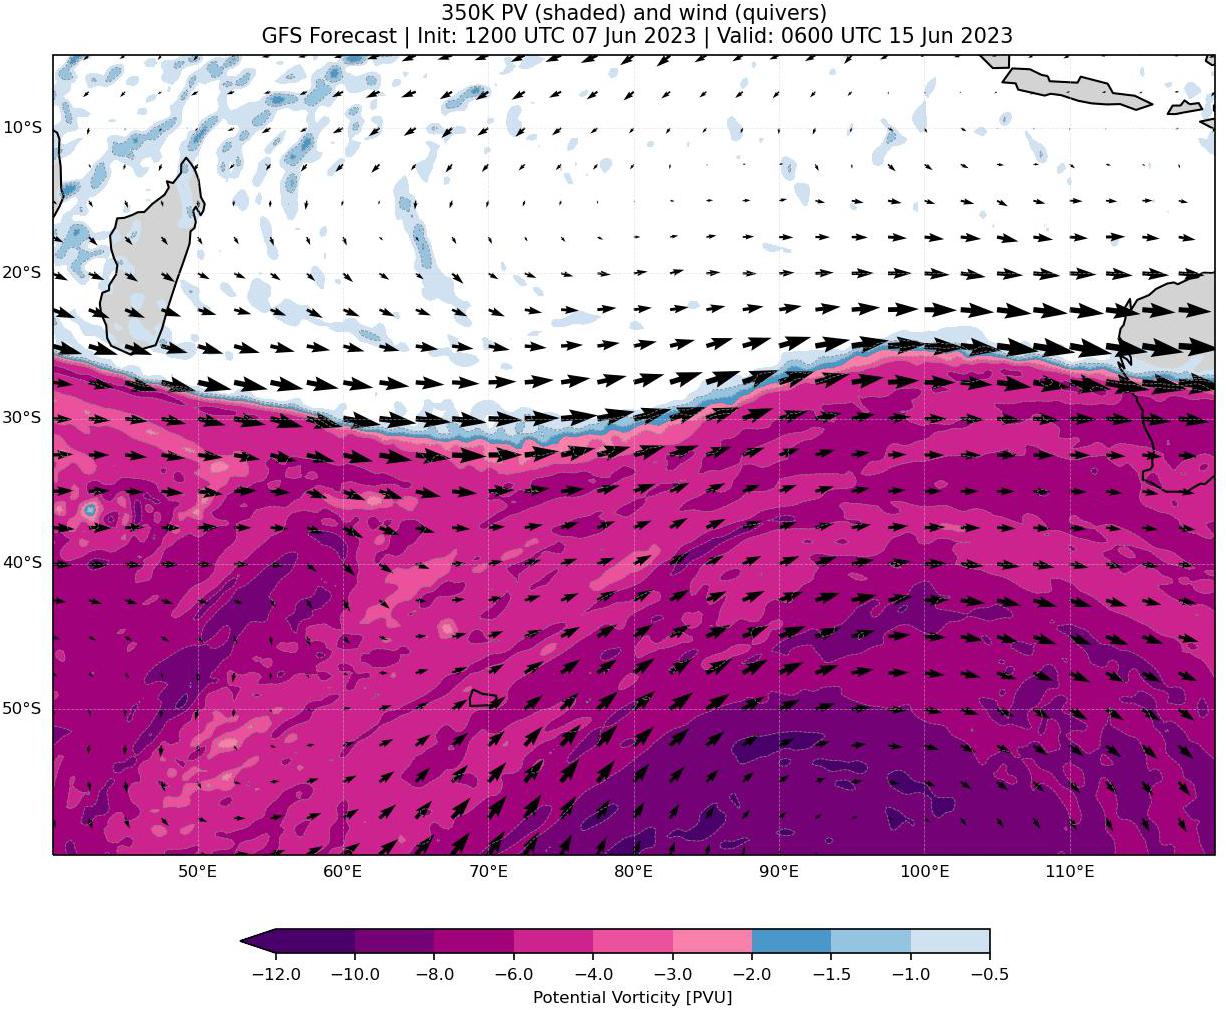 350K PV (shaded) and wind (quivers)
GFS Forecast | Init: 1200 UTC 07 Jun 2023 | Valid: 0600 UTC 15 Jun 2023
10°S
20°S
30°S
40°S
50°S
50°E 60°E 70°E 80°E 90°E 100°E 110°E
−12.0 −10.0 −8.0 −6.0 −4.0 −3.0 −2.0 −1.5 −1.0 −0.5
Potential Vorticity [PVU]